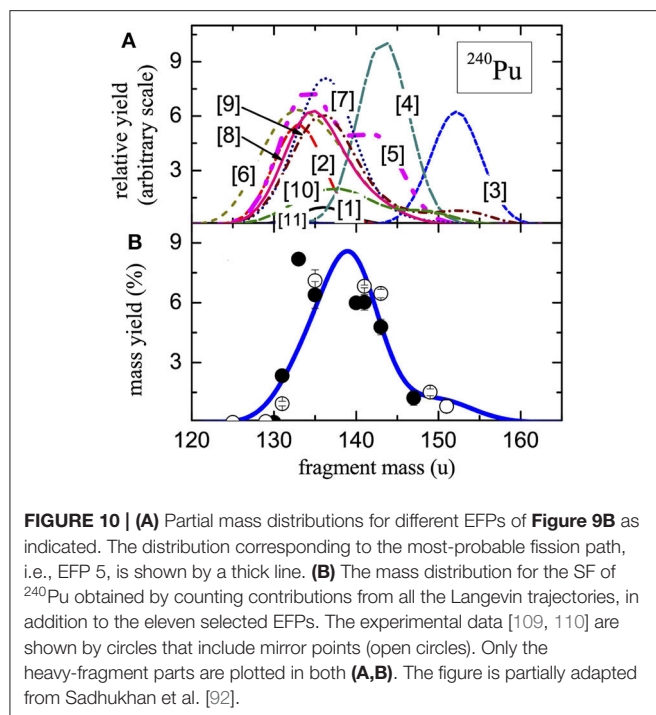 A
²⁴⁰Pu
relative yield
(arbitrary scale)
9
6
3
[9]
[8]
[7]
[4]
[6]
[2]
[5]
[3]
[10]
[1]
[11]
B
mass yield (%)
9
6
3
120 130 140 150 160
fragment mass (u)
FIGURE 10 | (A) Partial mass distributions for different EFPs of Figure 9B as
indicated. The distribution corresponding to the most-probable fission path,
i.e., EFP 5, is shown by a thick line. (B) The mass distribution for the SF of
²⁴⁰Pu obtained by counting contributions from all the Langevin trajectories, in
addition to the eleven selected EFPs. The experimental data [109, 110] are
shown by circles that include mirror points (open circles). Only the
heavy-fragment parts are plotted in both (A,B). The figure is partially adapted
from Sadhukhan et al. [92].